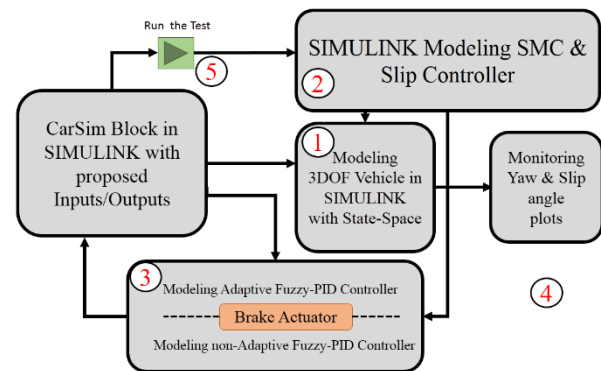 Run the Test
5
SIMULINK Modeling SMC &
Slip Controller
2
CarSim Block in
SIMULINK with
proposed
Inputs/Outputs
1
Modeling
3DOF Vehicle in
SIMULINK
with State-Space
Monitoring
Yaw & Slip
angle
plots
3
Modeling Adaptive Fuzzy-PID Controller
Brake Actuator
Modeling non-Adaptive Fuzzy-PID Controller
4